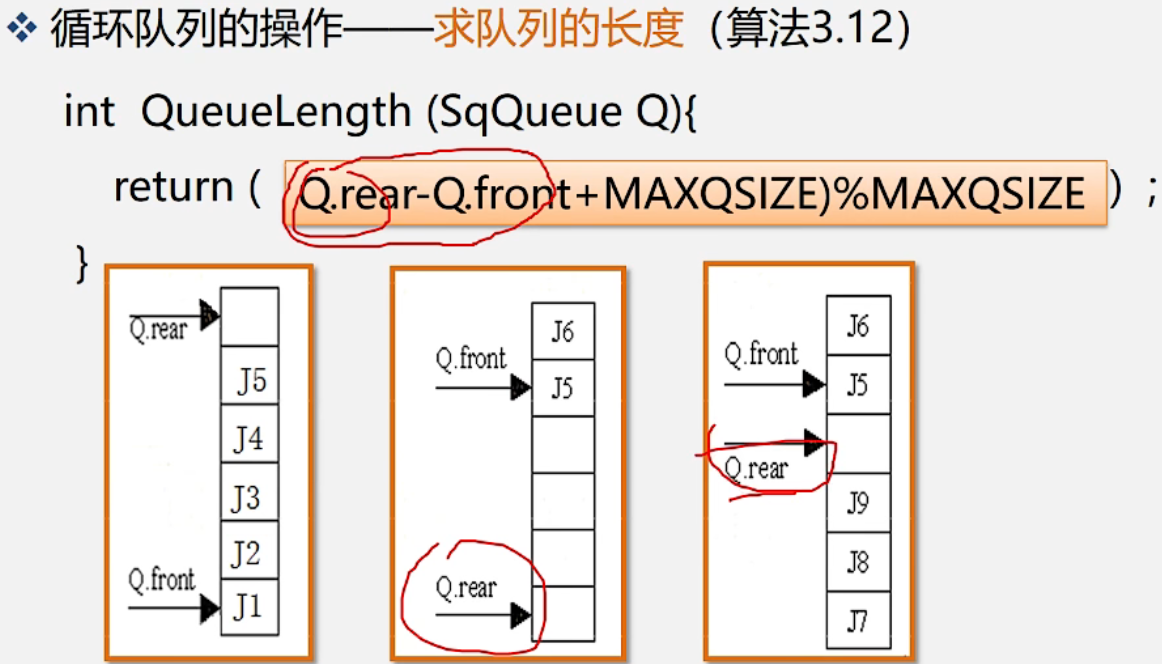 ❖ 循环队列的操作——求队列的长度（算法3.12）
int QueueLength (SqQueue Q){
return ( Q.rear-Q.front+MAXQSIZE)%MAXQSIZE ) ;
}
Q.rear
J5
J4
J3
J2
Q.front
J1
J6
Q.front
J5
Q.rear
J6
Q.front
J5
Q.rear
J9
J8
J7